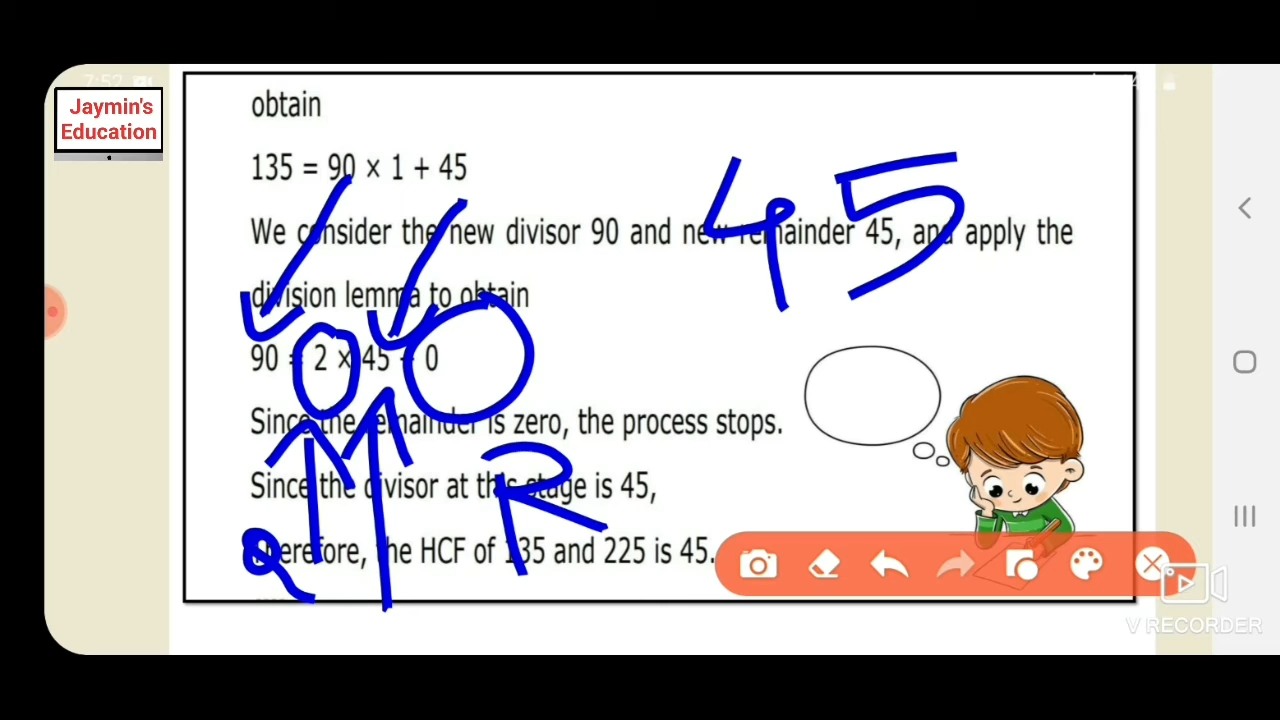 7:52
Jaymin's
Education
obtain
135 = 90 × 1 + 45
We consider the new divisor 90 and new remainder 45, and apply the
division lemma to obtain
90 = 2 × 45 + 0
Since the remainder is zero, the process stops.
Since the divisor at this stage is 45,
Therefore, the HCF of 135 and 225 is 45.
45
Q
R
V RECORDER